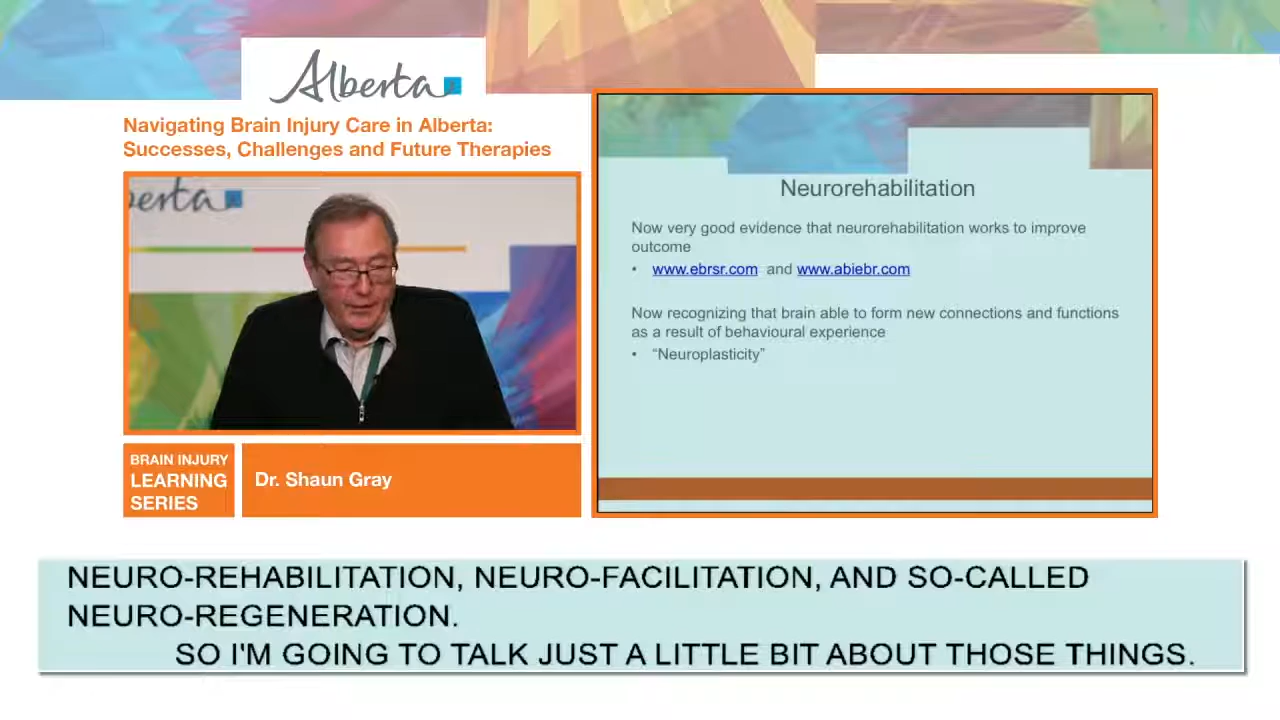 Alberta
Navigating Brain Injury Care in Alberta:
Successes, Challenges and Future Therapies
berta
BRAIN INJURY
LEARNING
SERIES
Dr. Shaun Gray
Neurorehabilitation
Now very good evidence that neurorehabilitation works to improve
outcome
• www.ebrsr.com and www.abiebr.com
Now recognizing that brain able to form new connections and functions
as a result of behavioural experience
• “Neuroplasticity”
NEURO-REHABILITATION, NEURO-FACILITATION, AND SO-CALLED
NEURO-REGENERATION.
SO I'M GOING TO TALK JUST A LITTLE BIT ABOUT THOSE THINGS.